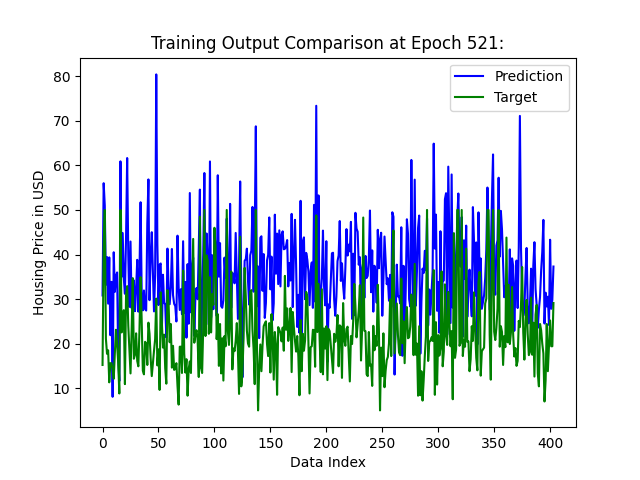 Training Output Comparison at Epoch 521:
Prediction
Target
Housing Price in USD
80
70
60
50
40
30
20
10
0 50 100 150 200 250 300 350 400
Data Index